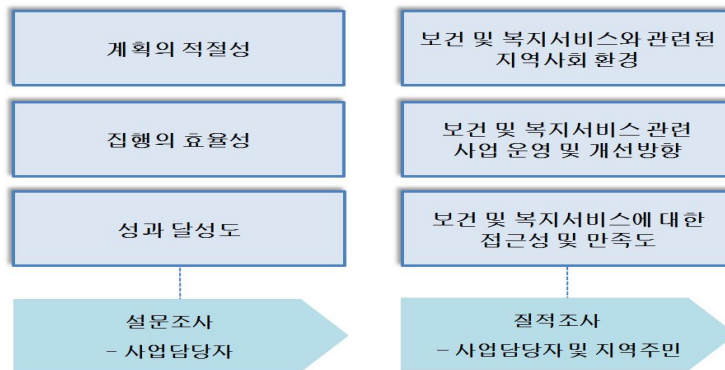 계획의 적절성
집행의 효율성
성과 달성도
설문조사
– 사업담당자
보건 및 복지서비스와 관련된
지역사회 환경
보건 및 복지서비스 관련
사업 운영 및 개선방향
보건 및 복지서비스에 대한
접근성 및 만족도
질적조사
– 사업담당자 및 지역주민